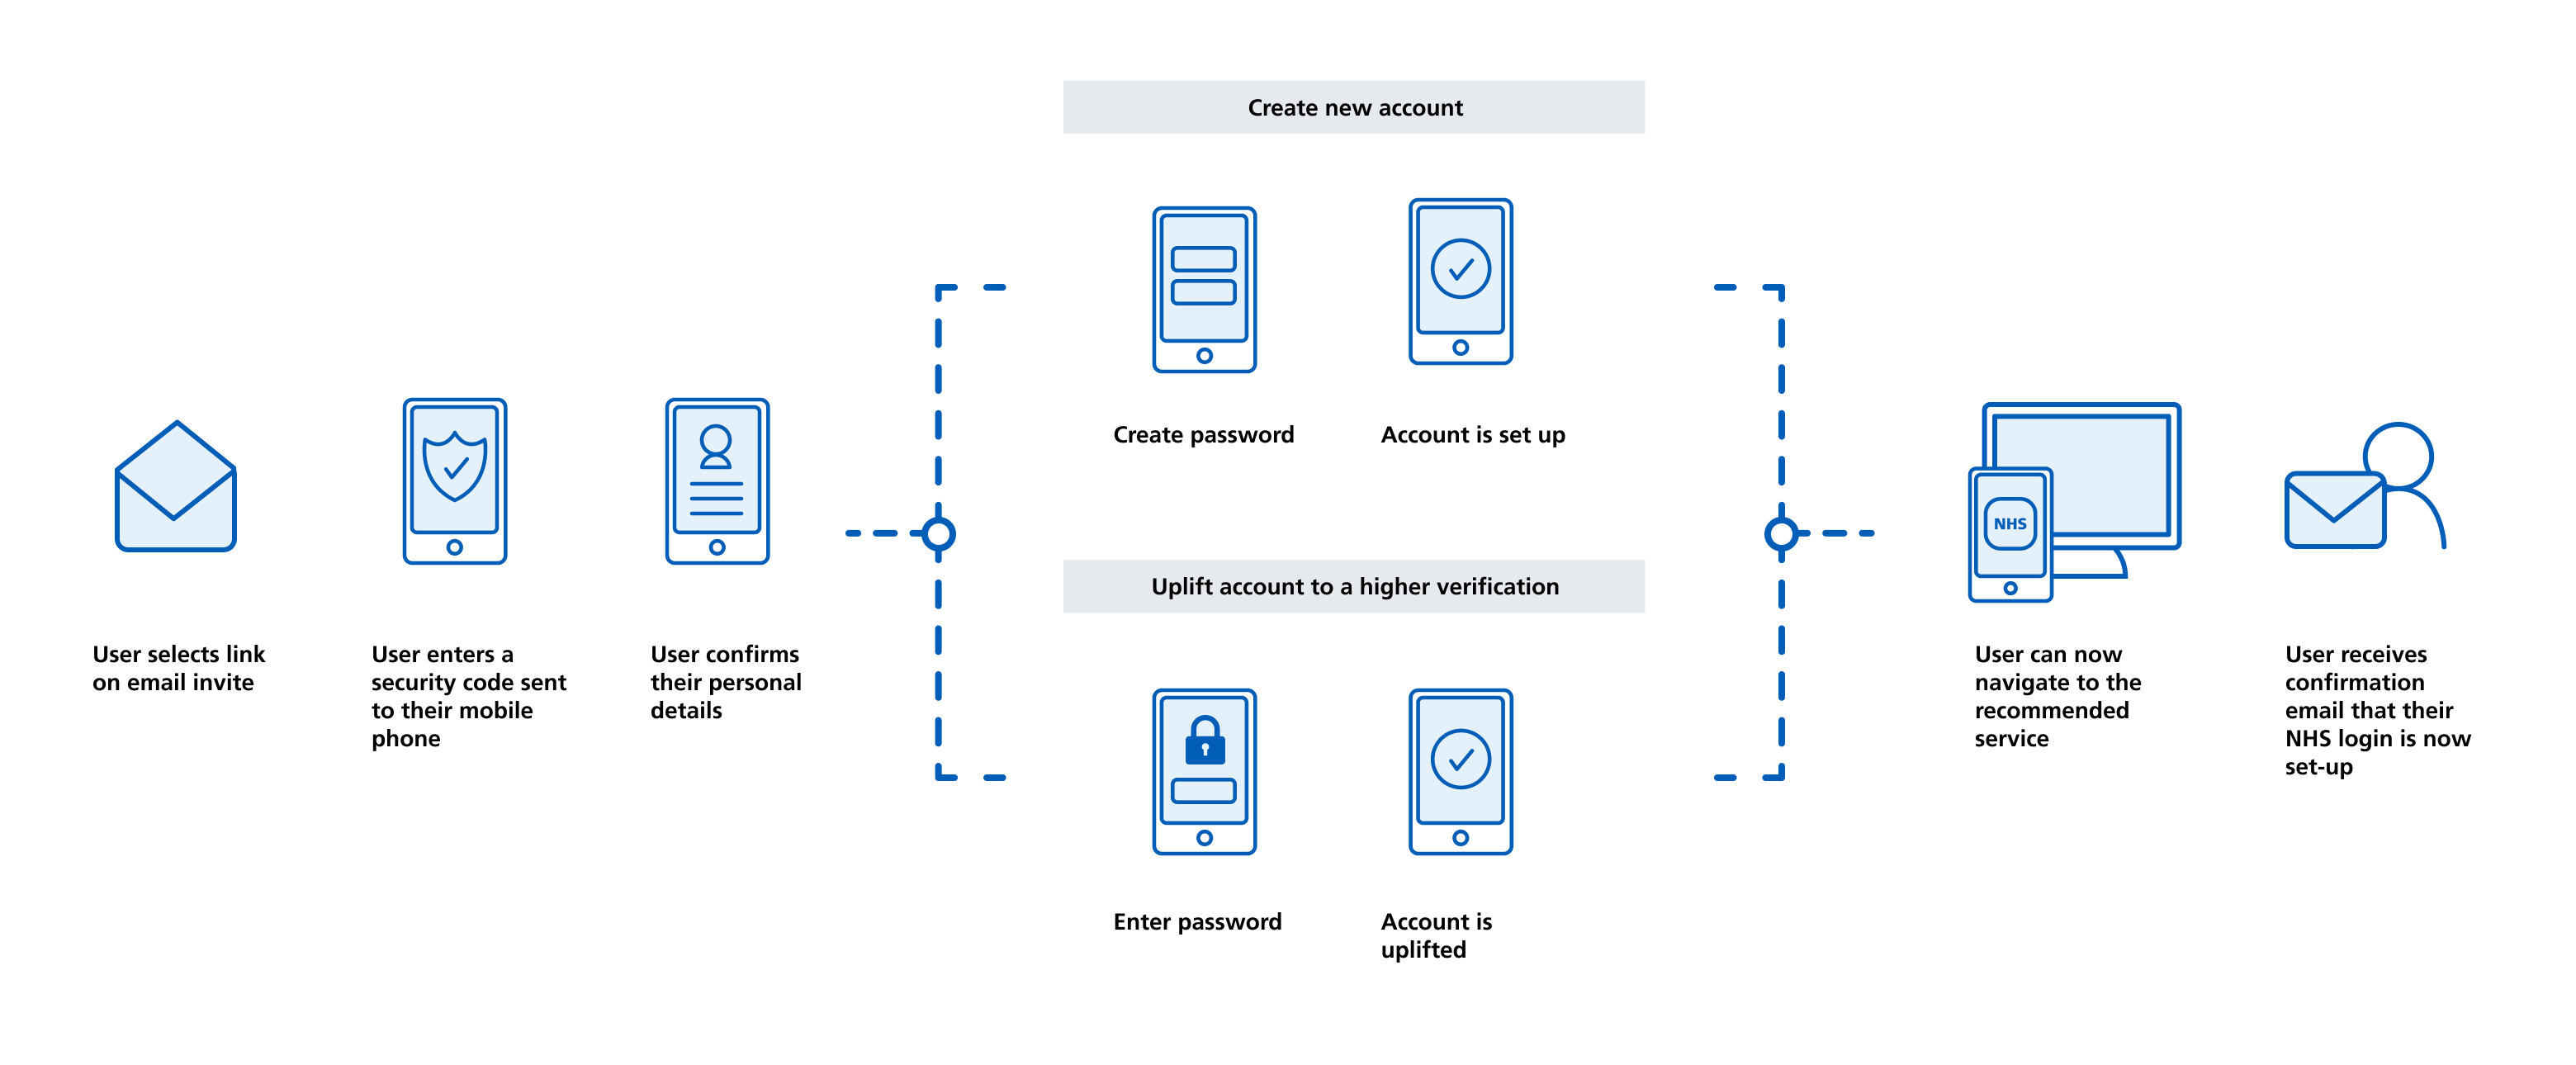 Create new account
Create password
Account is set up
NHS
Uplift account to a higher verification
User selects link
on email invite
User enters a
security code sent
to their mobile
phone
User confirms
their personal
details
Enter password
Account is
uplifted
User can now
navigate to the
recommended
service
User receives
confirmation
email that their
NHS login is now
set-up